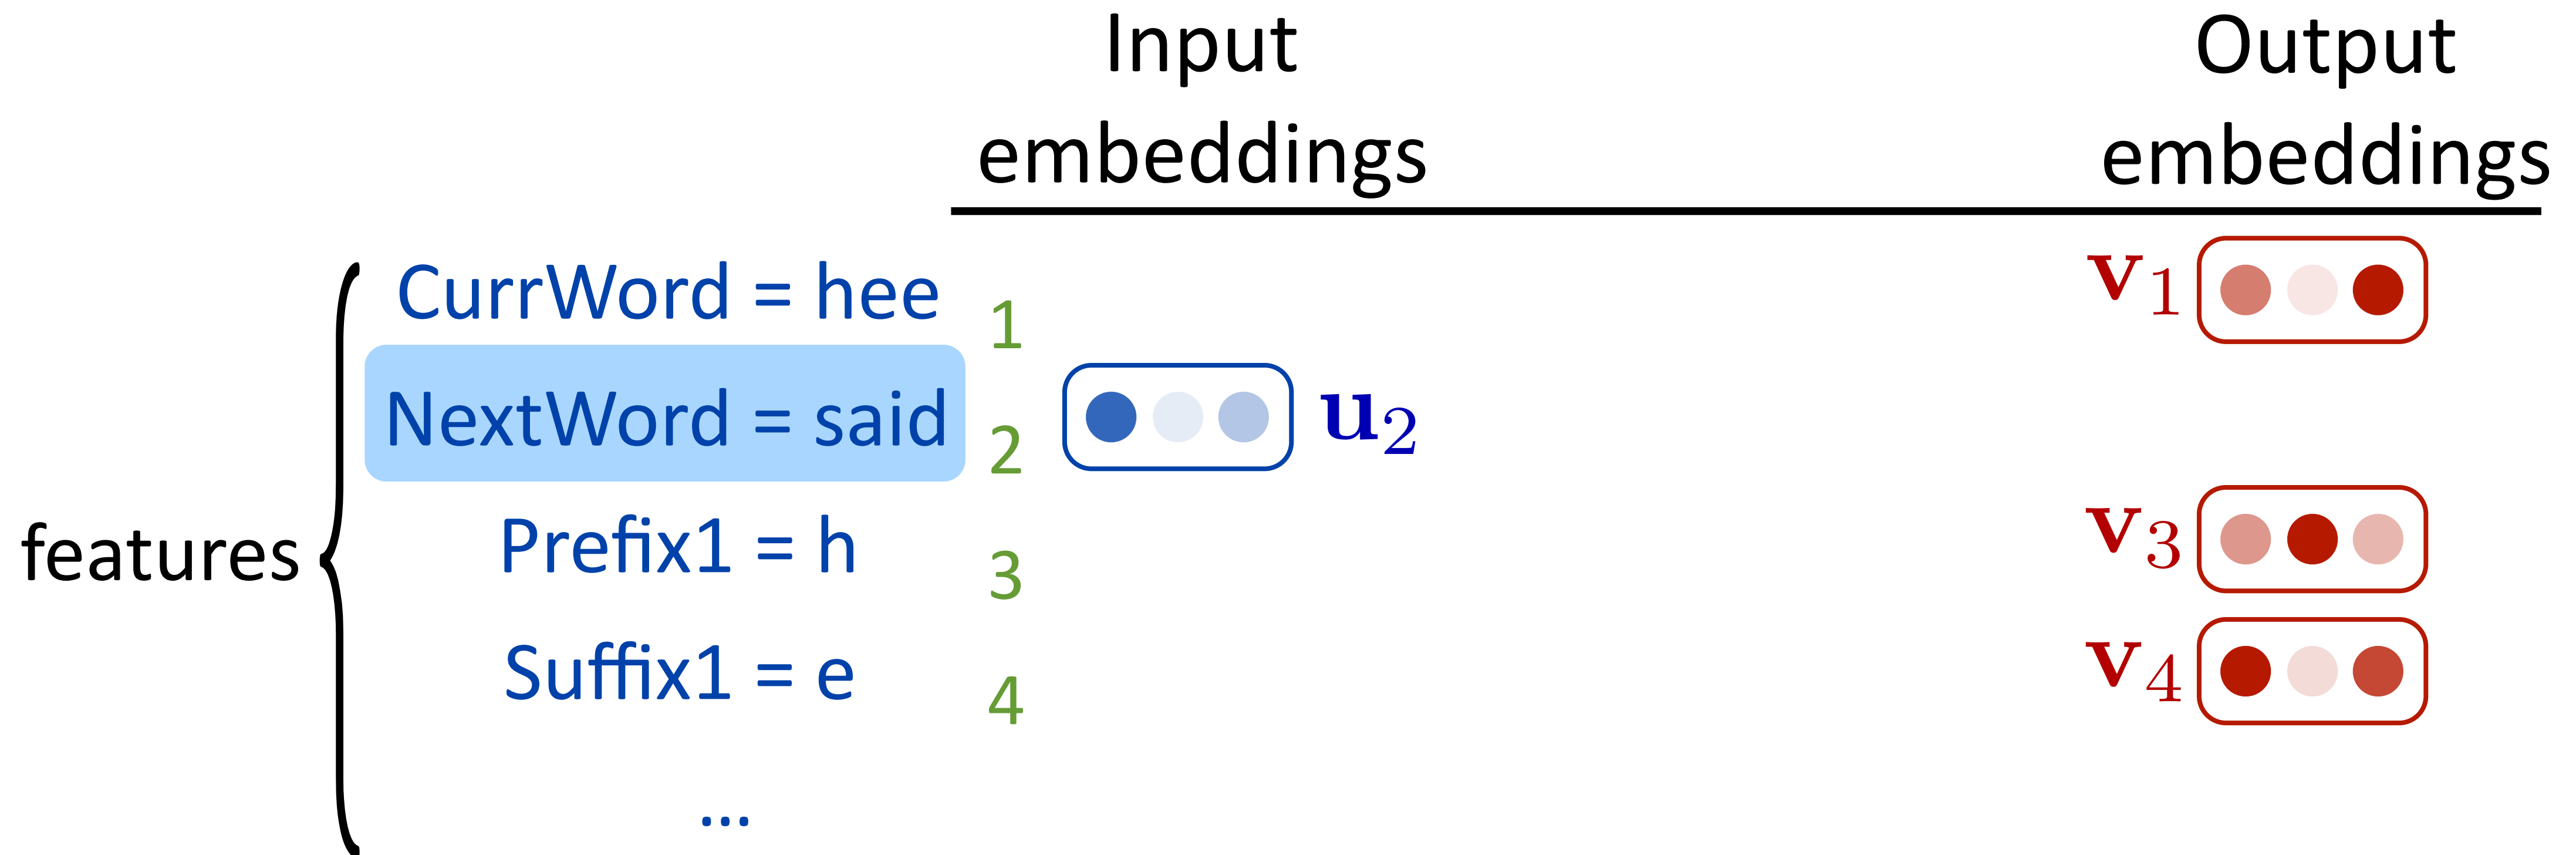 Input Output
embeddings embeddings
CurrWord = hee 1 v1
NextWord = said 2 u2
features Prefix1 = h 3 v3
Suffix1 = e 4 v4
...